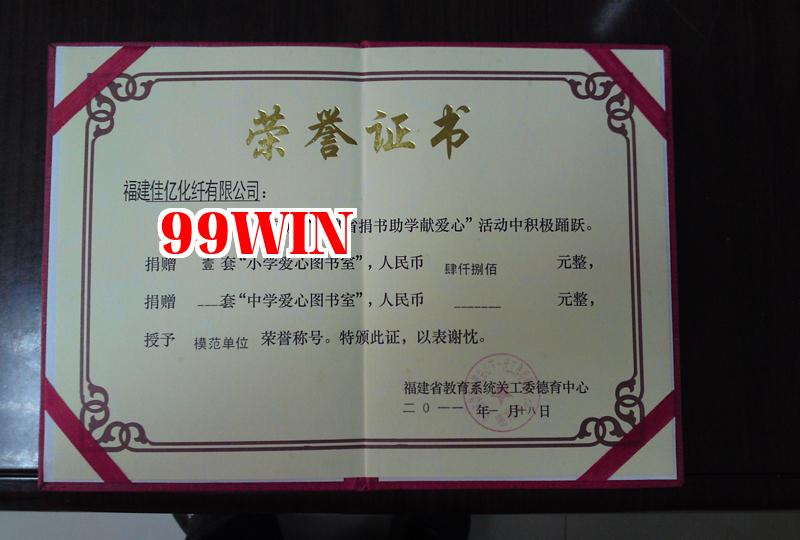 荣誉证书
福建佳亿化纤有限公司：
99WIN
省捐书助学献爱心”活动中积极踊跃。
捐赠 壹 套“小学爱心图书室”，人民币 肆仟捌佰 元整，
捐赠 ___套“中学爱心图书室”，人民币 _______ 元整，
授予 模范单位 荣誉称号。特颁此证，以表谢忱。
福建省教育系统关工委德育中心
二〇一一 年一月十八日